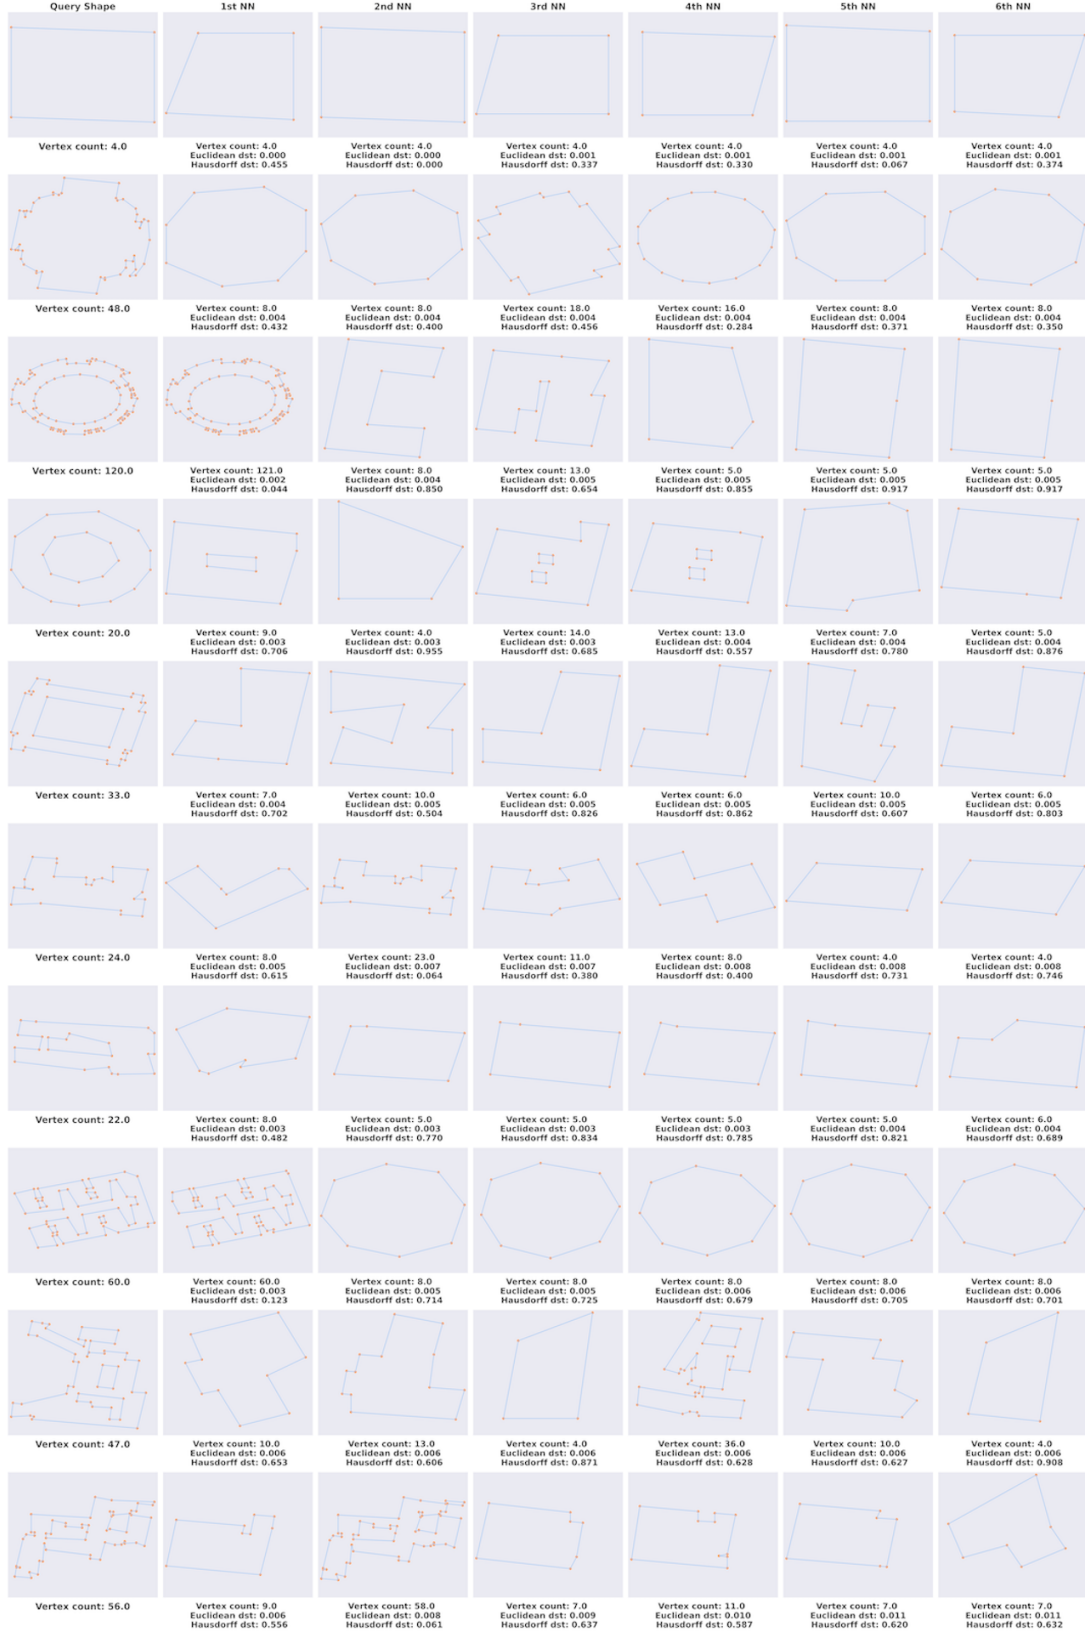 Query Shape 1st NN 2nd NN 3rd NN 4th NN 5th NN 6th NN
Vertex count: 4.0 Vertex count: 4.0 Vertex count: 4.0 Vertex count: 4.0 Vertex count: 4.0 Vertex count: 4.0 Vertex count: 4.0
Euclidean dst: 0.000 Euclidean dst: 0.000 Euclidean dst: 0.001 Euclidean dst: 0.001 Euclidean dst: 0.001 Euclidean dst: 0.001
Hausdorff dst: 0.455 Hausdorff dst: 0.000 Hausdorff dst: 0.337 Hausdorff dst: 0.330 Hausdorff dst: 0.067 Hausdorff dst: 0.374
Vertex count: 48.0 Vertex count: 8.0 Vertex count: 8.0 Vertex count: 18.0 Vertex count: 16.0 Vertex count: 8.0 Vertex count: 8.0
Euclidean dst: 0.004 Euclidean dst: 0.004 Euclidean dst: 0.004 Euclidean dst: 0.004 Euclidean dst: 0.004 Euclidean dst: 0.004
Hausdorff dst: 0.432 Hausdorff dst: 0.400 Hausdorff dst: 0.456 Hausdorff dst: 0.284 Hausdorff dst: 0.371 Hausdorff dst: 0.350
Vertex count: 120.0 Vertex count: 121.0 Vertex count: 8.0 Vertex count: 13.0 Vertex count: 5.0 Vertex count: 5.0 Vertex count: 5.0
Euclidean dst: 0.002 Euclidean dst: 0.004 Euclidean dst: 0.005 Euclidean dst: 0.005 Euclidean dst: 0.005 Euclidean dst: 0.005
Hausdorff dst: 0.044 Hausdorff dst: 0.850 Hausdorff dst: 0.654 Hausdorff dst: 0.855 Hausdorff dst: 0.917 Hausdorff dst: 0.917
Vertex count: 20.0 Vertex count: 9.0 Vertex count: 4.0 Vertex count: 14.0 Vertex count: 13.0 Vertex count: 7.0 Vertex count: 5.0
Euclidean dst: 0.003 Euclidean dst: 0.003 Euclidean dst: 0.003 Euclidean dst: 0.004 Euclidean dst: 0.004 Euclidean dst: 0.004
Hausdorff dst: 0.706 Hausdorff dst: 0.955 Hausdorff dst: 0.685 Hausdorff dst: 0.557 Hausdorff dst: 0.780 Hausdorff dst: 0.876
Vertex count: 33.0 Vertex count: 7.0 Vertex count: 10.0 Vertex count: 6.0 Vertex count: 6.0 Vertex count: 10.0 Vertex count: 6.0
Euclidean dst: 0.004 Euclidean dst: 0.005 Euclidean dst: 0.005 Euclidean dst: 0.005 Euclidean dst: 0.005 Euclidean dst: 0.005
Hausdorff dst: 0.702 Hausdorff dst: 0.504 Hausdorff dst: 0.826 Hausdorff dst: 0.862 Hausdorff dst: 0.607 Hausdorff dst: 0.803
Vertex count: 24.0 Vertex count: 8.0 Vertex count: 23.0 Vertex count: 11.0 Vertex count: 8.0 Vertex count: 4.0 Vertex count: 4.0
Euclidean dst: 0.005 Euclidean dst: 0.007 Euclidean dst: 0.007 Euclidean dst: 0.008 Euclidean dst: 0.008 Euclidean dst: 0.008
Hausdorff dst: 0.615 Hausdorff dst: 0.064 Hausdorff dst: 0.380 Hausdorff dst: 0.400 Hausdorff dst: 0.731 Hausdorff dst: 0.746
Vertex count: 22.0 Vertex count: 8.0 Vertex count: 5.0 Vertex count: 5.0 Vertex count: 5.0 Vertex count: 5.0 Vertex count: 6.0
Euclidean dst: 0.003 Euclidean dst: 0.003 Euclidean dst: 0.003 Euclidean dst: 0.003 Euclidean dst: 0.004 Euclidean dst: 0.004
Hausdorff dst: 0.482 Hausdorff dst: 0.770 Hausdorff dst: 0.834 Hausdorff dst: 0.785 Hausdorff dst: 0.821 Hausdorff dst: 0.689
Vertex count: 60.0 Vertex count: 60.0 Vertex count: 8.0 Vertex count: 8.0 Vertex count: 8.0 Vertex count: 8.0 Vertex count: 8.0
Euclidean dst: 0.003 Euclidean dst: 0.005 Euclidean dst: 0.005 Euclidean dst: 0.006 Euclidean dst: 0.006 Euclidean dst: 0.006
Hausdorff dst: 0.123 Hausdorff dst: 0.714 Hausdorff dst: 0.725 Hausdorff dst: 0.679 Hausdorff dst: 0.705 Hausdorff dst: 0.701
Vertex count: 47.0 Vertex count: 10.0 Vertex count: 13.0 Vertex count: 4.0 Vertex count: 36.0 Vertex count: 10.0 Vertex count: 4.0
Euclidean dst: 0.006 Euclidean dst: 0.006 Euclidean dst: 0.006 Euclidean dst: 0.006 Euclidean dst: 0.006 Euclidean dst: 0.006
Hausdorff dst: 0.653 Hausdorff dst: 0.606 Hausdorff dst: 0.871 Hausdorff dst: 0.628 Hausdorff dst: 0.627 Hausdorff dst: 0.908
Vertex count: 56.0 Vertex count: 9.0 Vertex count: 58.0 Vertex count: 7.0 Vertex count: 11.0 Vertex count: 7.0 Vertex count: 7.0
Euclidean dst: 0.006 Euclidean dst: 0.008 Euclidean dst: 0.009 Euclidean dst: 0.010 Euclidean dst: 0.011 Euclidean dst: 0.011
Hausdorff dst: 0.556 Hausdorff dst: 0.061 Hausdorff dst: 0.637 Hausdorff dst: 0.587 Hausdorff dst: 0.620 Hausdorff dst: 0.632